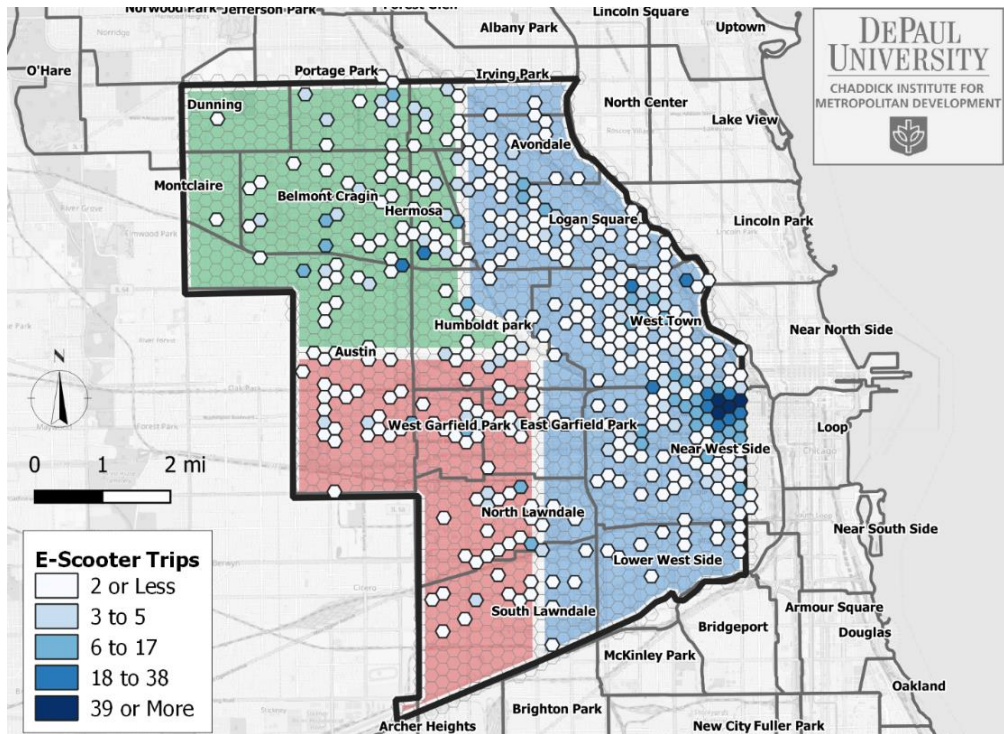 Norwood Park
Jefferson Park
Forest Glen
Lincoln Square
Uptown
Albany Park
DEPAUL
UNIVERSITY
CHADDICK INSTITUTE FOR
METROPOLITAN DEVELOPMENT
O'Hare
Portage Park
Irving Park
Dunning
North Center
Lake View
Avondale
Montclaire
Belmont Cragin
Hermosa
Logan Square
Lincoln Park
West Town
Near North Side
Humboldt park
Austin
N
West Garfield Park
East Garfield Park
Loop
Near West Side
0 1 2 mi
North Lawndale
Near South Side
Lower West Side
E-Scooter Trips
2 or Less
3 to 5
6 to 17
18 to 38
39 or More
South Lawndale
Armour Square
Bridgeport
Douglas
McKinley Park
Oakland
Brighton Park
Archer Heights
New City
Fuller Park